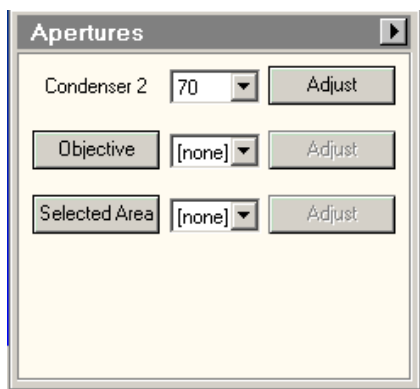 Apertures
Condenser 2 70 Adjust
Objective [none] Adjust
Selected Area [none] Adjust